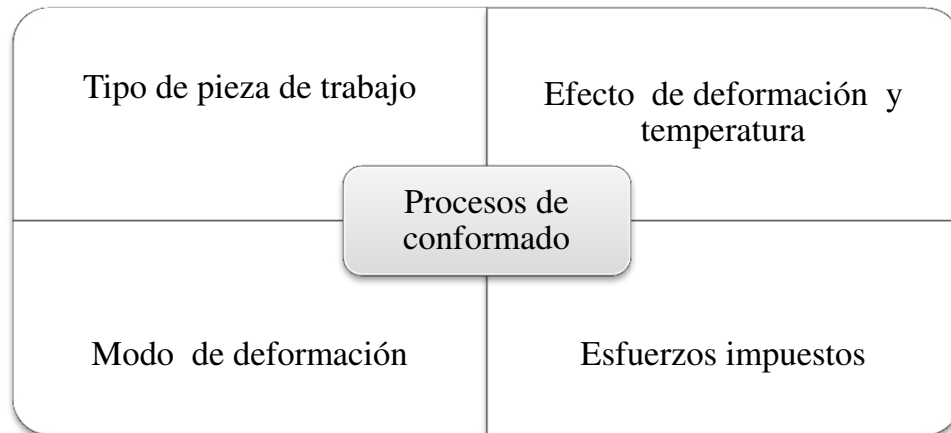 Tipo de pieza de trabajo
Efecto de deformación y
temperatura
Procesos de
conformado
Modo de deformación
Esfuerzos impuestos